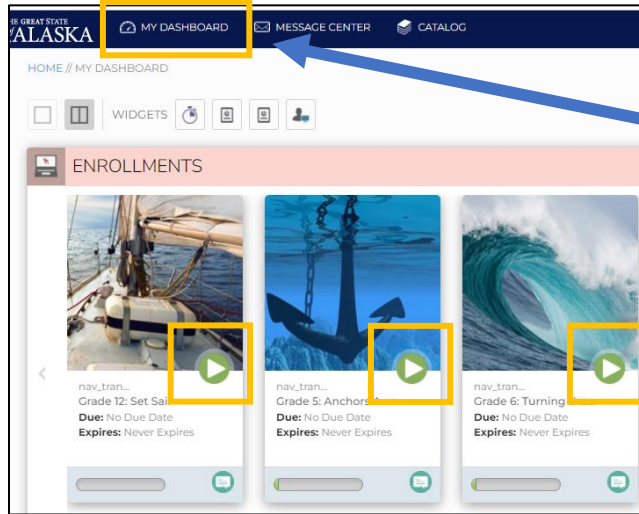 THE GREAT STATE
of ALASKA
MY DASHBOARD
MESSAGE CENTER
CATALOG
HOME // MY DASHBOARD
WIDGETS
ENROLLMENTS
nav_tran...
Grade 12: Set Sai
Due: No Due Date
Expires: Never Expires
nav_tran...
Grade 5: Anchors
Due: No Due Date
Expires: Never Expires
nav_tran...
Grade 6: Turning
Due: No Due Date
Expires: Never Expires